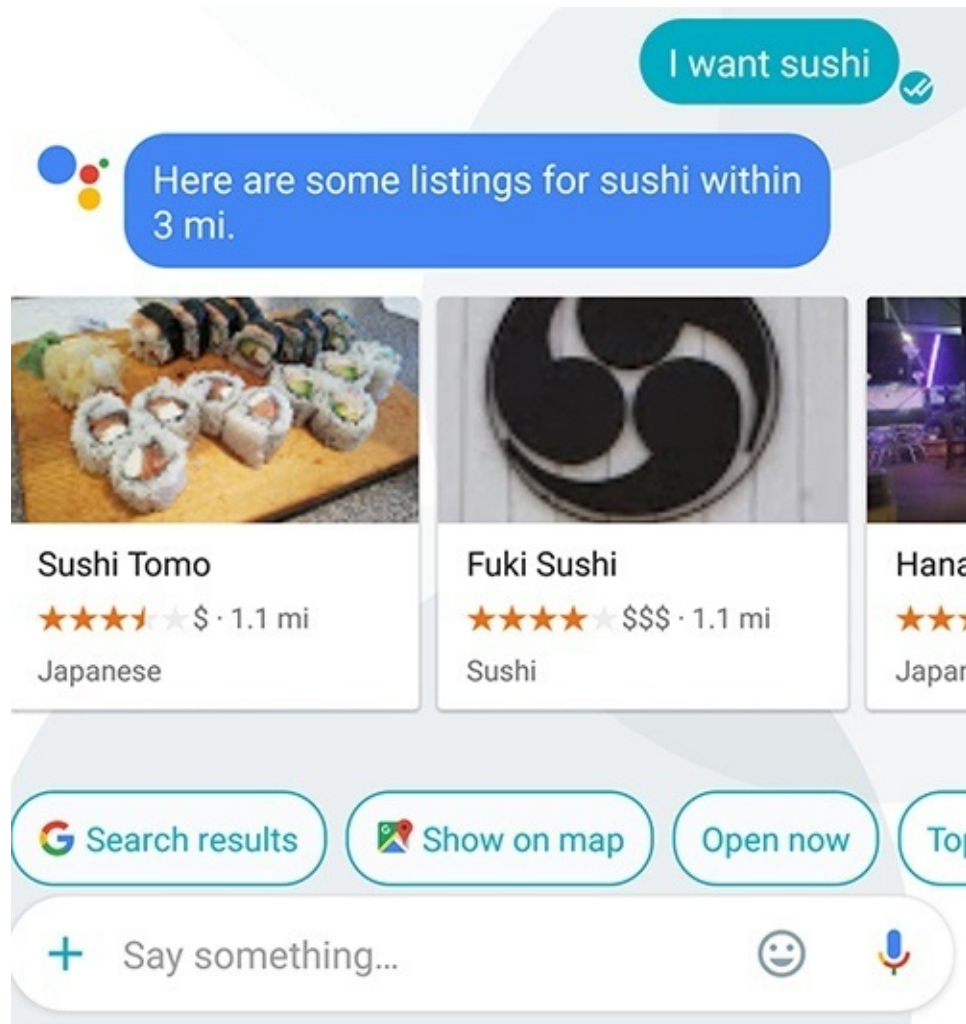 I want sushi
Here are some listings for sushi within
3 mi.
Sushi Tomo
$ · 1.1 mi
Japanese
Fuki Sushi
$$$ · 1.1 mi
Sushi
Search results
Show on map
Open now
Say something...